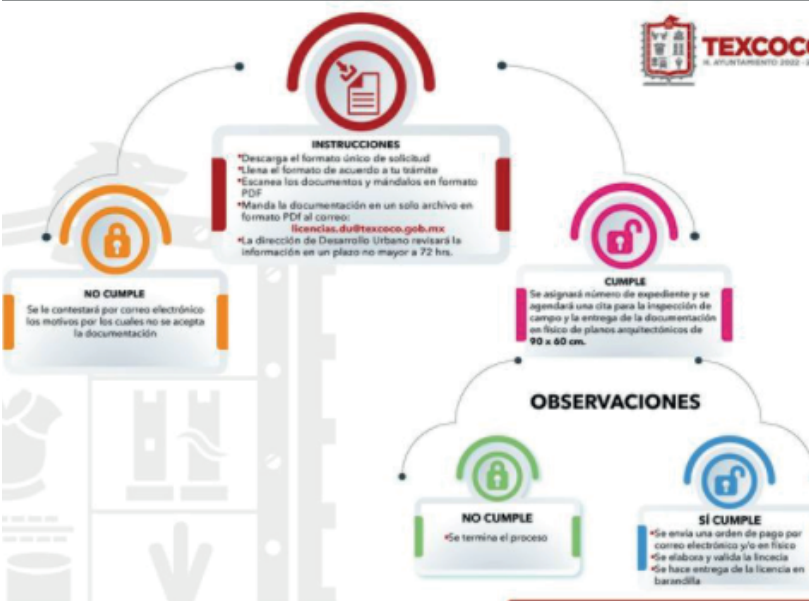 TEXCOCO
H. AYUNTAMIENTO 2022 - 2
INSTRUCCIONES
*Descarga el formato único de solicitud
*Llena el formato de acuerdo a tu trámite
*Escanea los documentos y mándalos en formato
PDF
*Manda la documentación en un solo archivo en
formato PDf al correo:
licencias.du@texcoco.gob.mx
*La dirección de Desarrollo Urbano revisará la
información en un plazo no mayor a 72 hrs.
NO CUMPLE
Se le contestará por correo electrónico
los motivos por los cuales no se acepta
la documentación
CUMPLE
Se asignará número de expediente y se
agendará una cita para la inspección de
campo y la entrega de la documentación
en físico de planos arquitectónicos de
90 x 60 cm.
OBSERVACIONES
NO CUMPLE
*Se termina el proceso
SÍ CUMPLE
*Se envía una orden de pago por
correo electrónico y/o en físico
*Se elabora y valida la lincecia
*Se hace entrega de la licencia en
barandilla